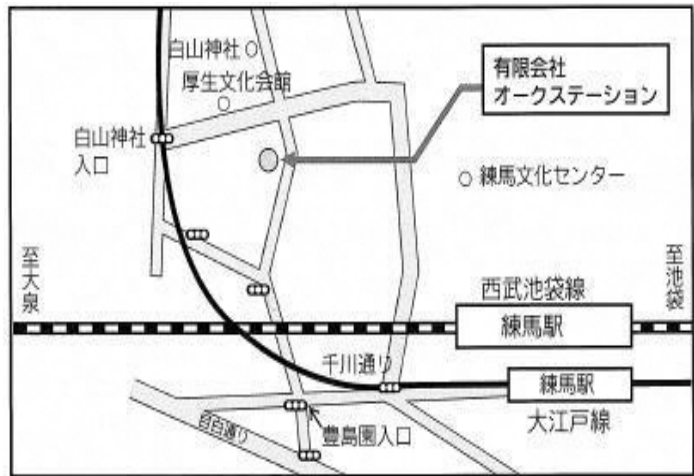 白山神社
厚生文化会館
有限会社
オークステーション
白山神社
入口
練馬文化センター
至大泉
至池袋
西武池袋線
練馬駅
千川通り
練馬駅
大江戸線
豊島園入口
目白通り